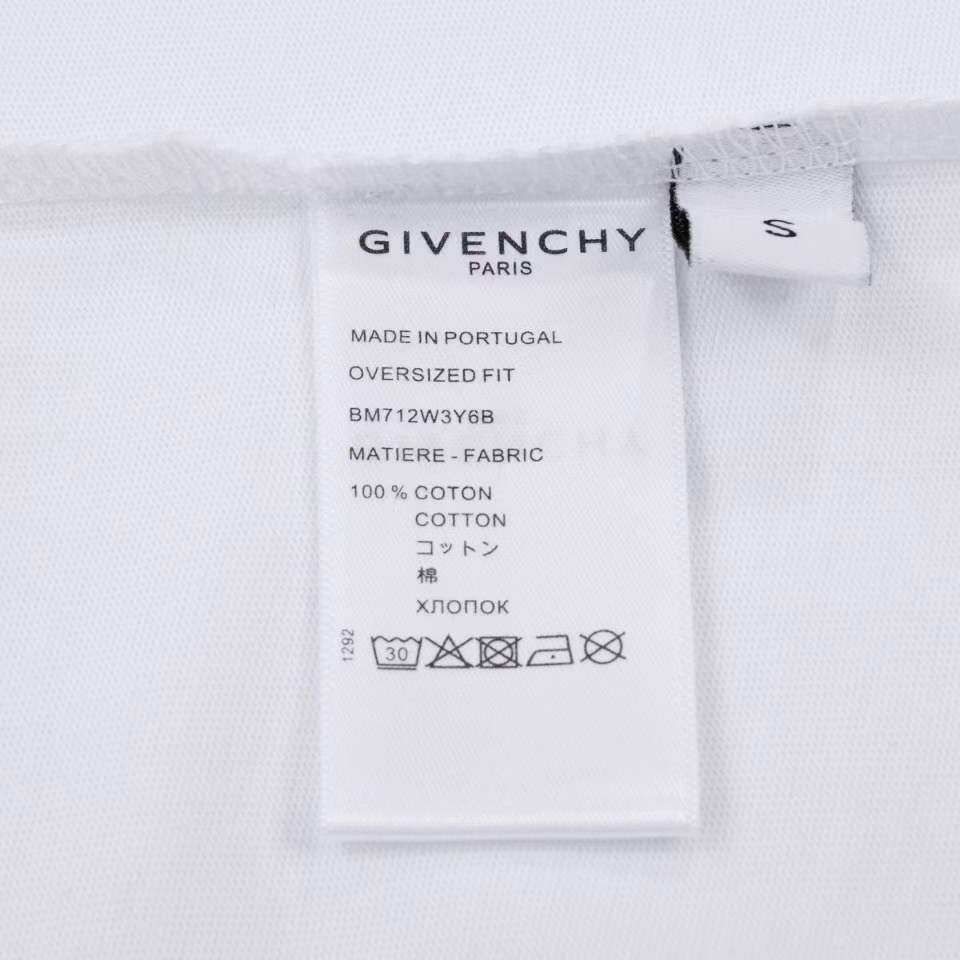 GIVENCHY
PARIS
S
MADE IN PORTUGAL
OVERSIZED FIT
BM712W3Y6B
MATIERE - FABRIC
100 % COTON
COTTON
コットン
棉
ХЛОПОК
1292
30